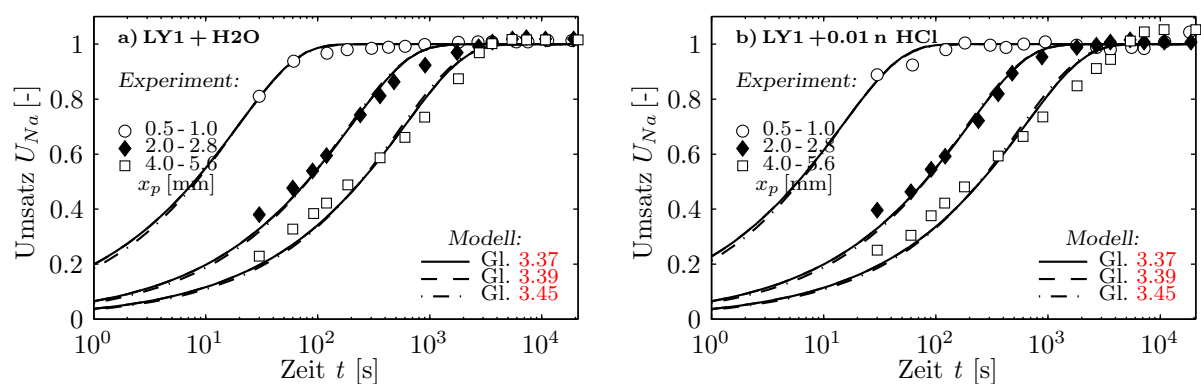 a) LY1 + H2O
Experiment:
0.5 - 1.0
2.0 - 2.8
4.0 - 5.6
x_p [mm]
Modell:
Gl. 3.37
Gl. 3.39
Gl. 3.45
Umsatz U_Na [-]
1
0.8
0.6
0.4
0.2
0
10^0
10^1
10^2
10^3
10^4
Zeit t [s]
b) LY1+0.01 n HCl
Experiment:
0.5 - 1.0
2.0 - 2.8
4.0 - 5.6
x_p [mm]
Modell:
Gl. 3.37
Gl. 3.39
Gl. 3.45
Umsatz U_Na [-]
1
0.8
0.6
0.4
0.2
0
10^0
10^1
10^2
10^3
10^4
Zeit t [s]